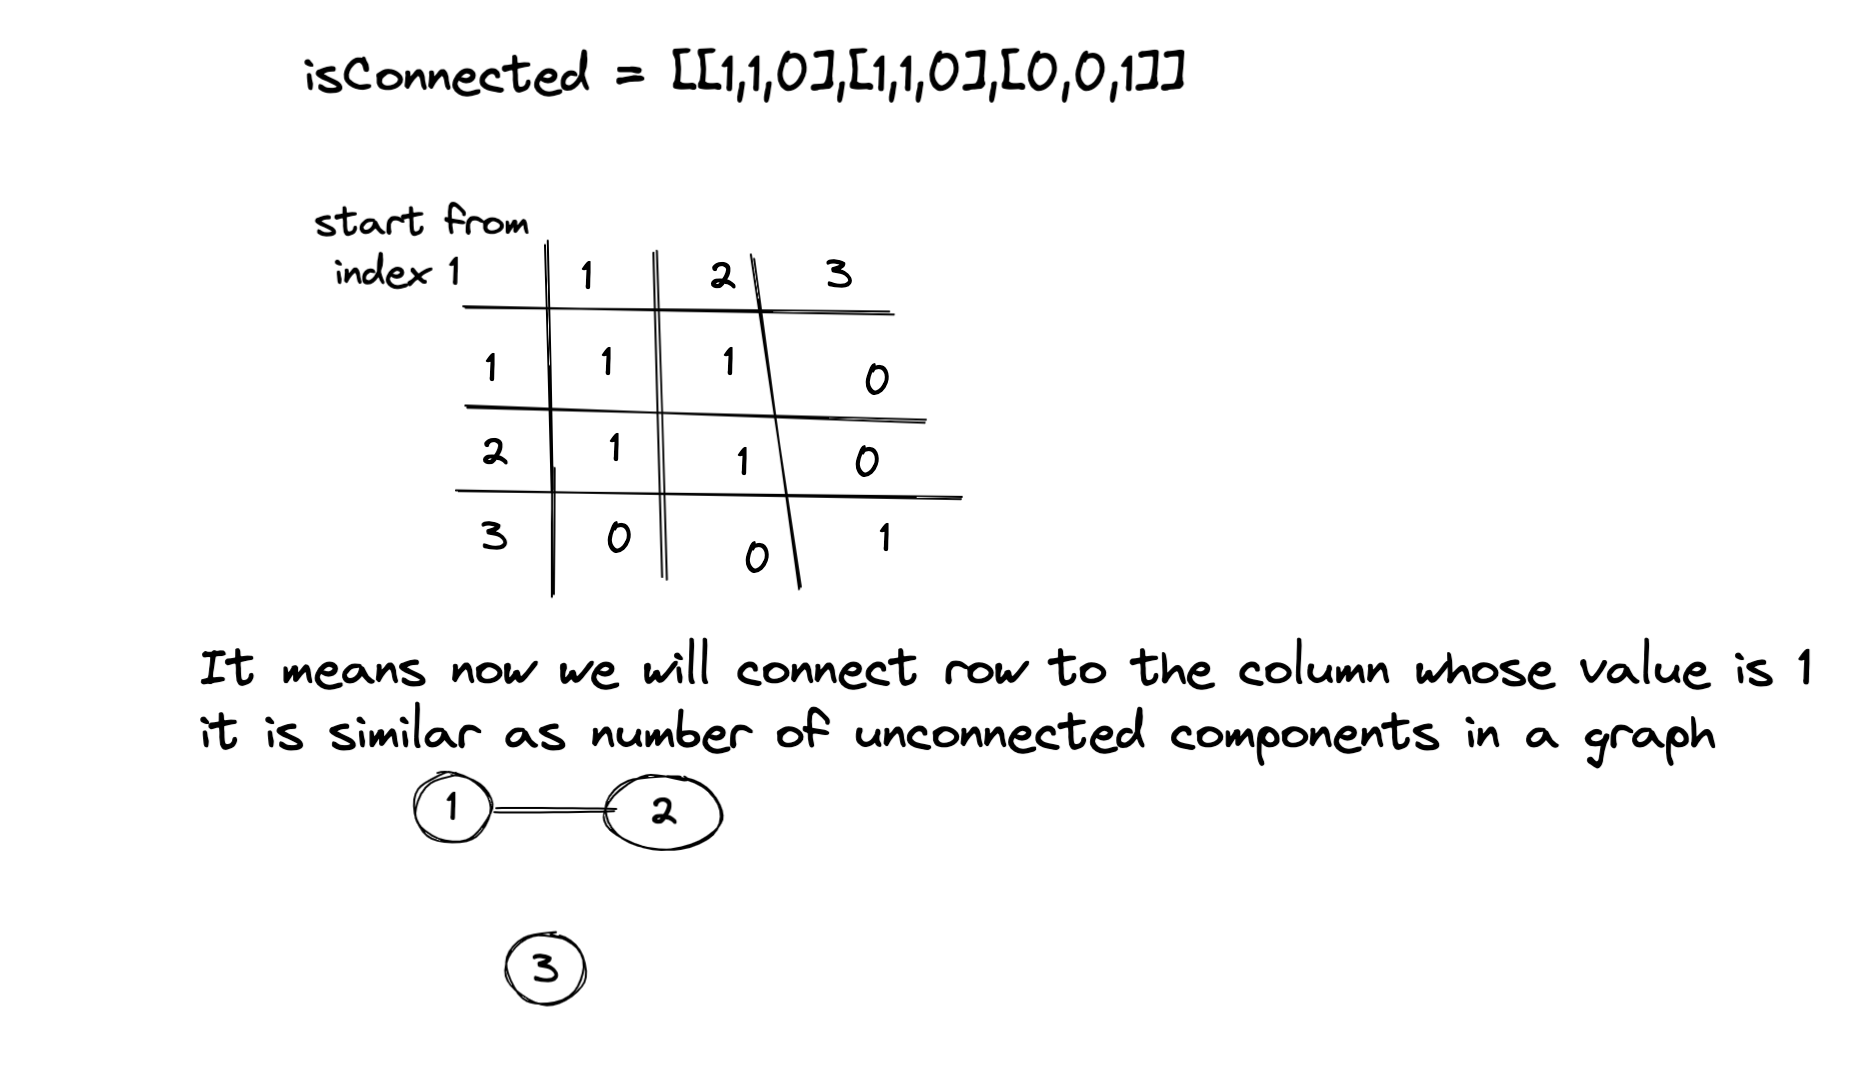 isConnected = [[1,1,0],[1,1,0],[0,0,1]]
start from
index 1
1 2 3
1 1 1 0
2 1 1 0
3 0 0 1
It means now we will connect row to the column whose value is 1
it is similar as number of unconnected components in a graph
1 2
3